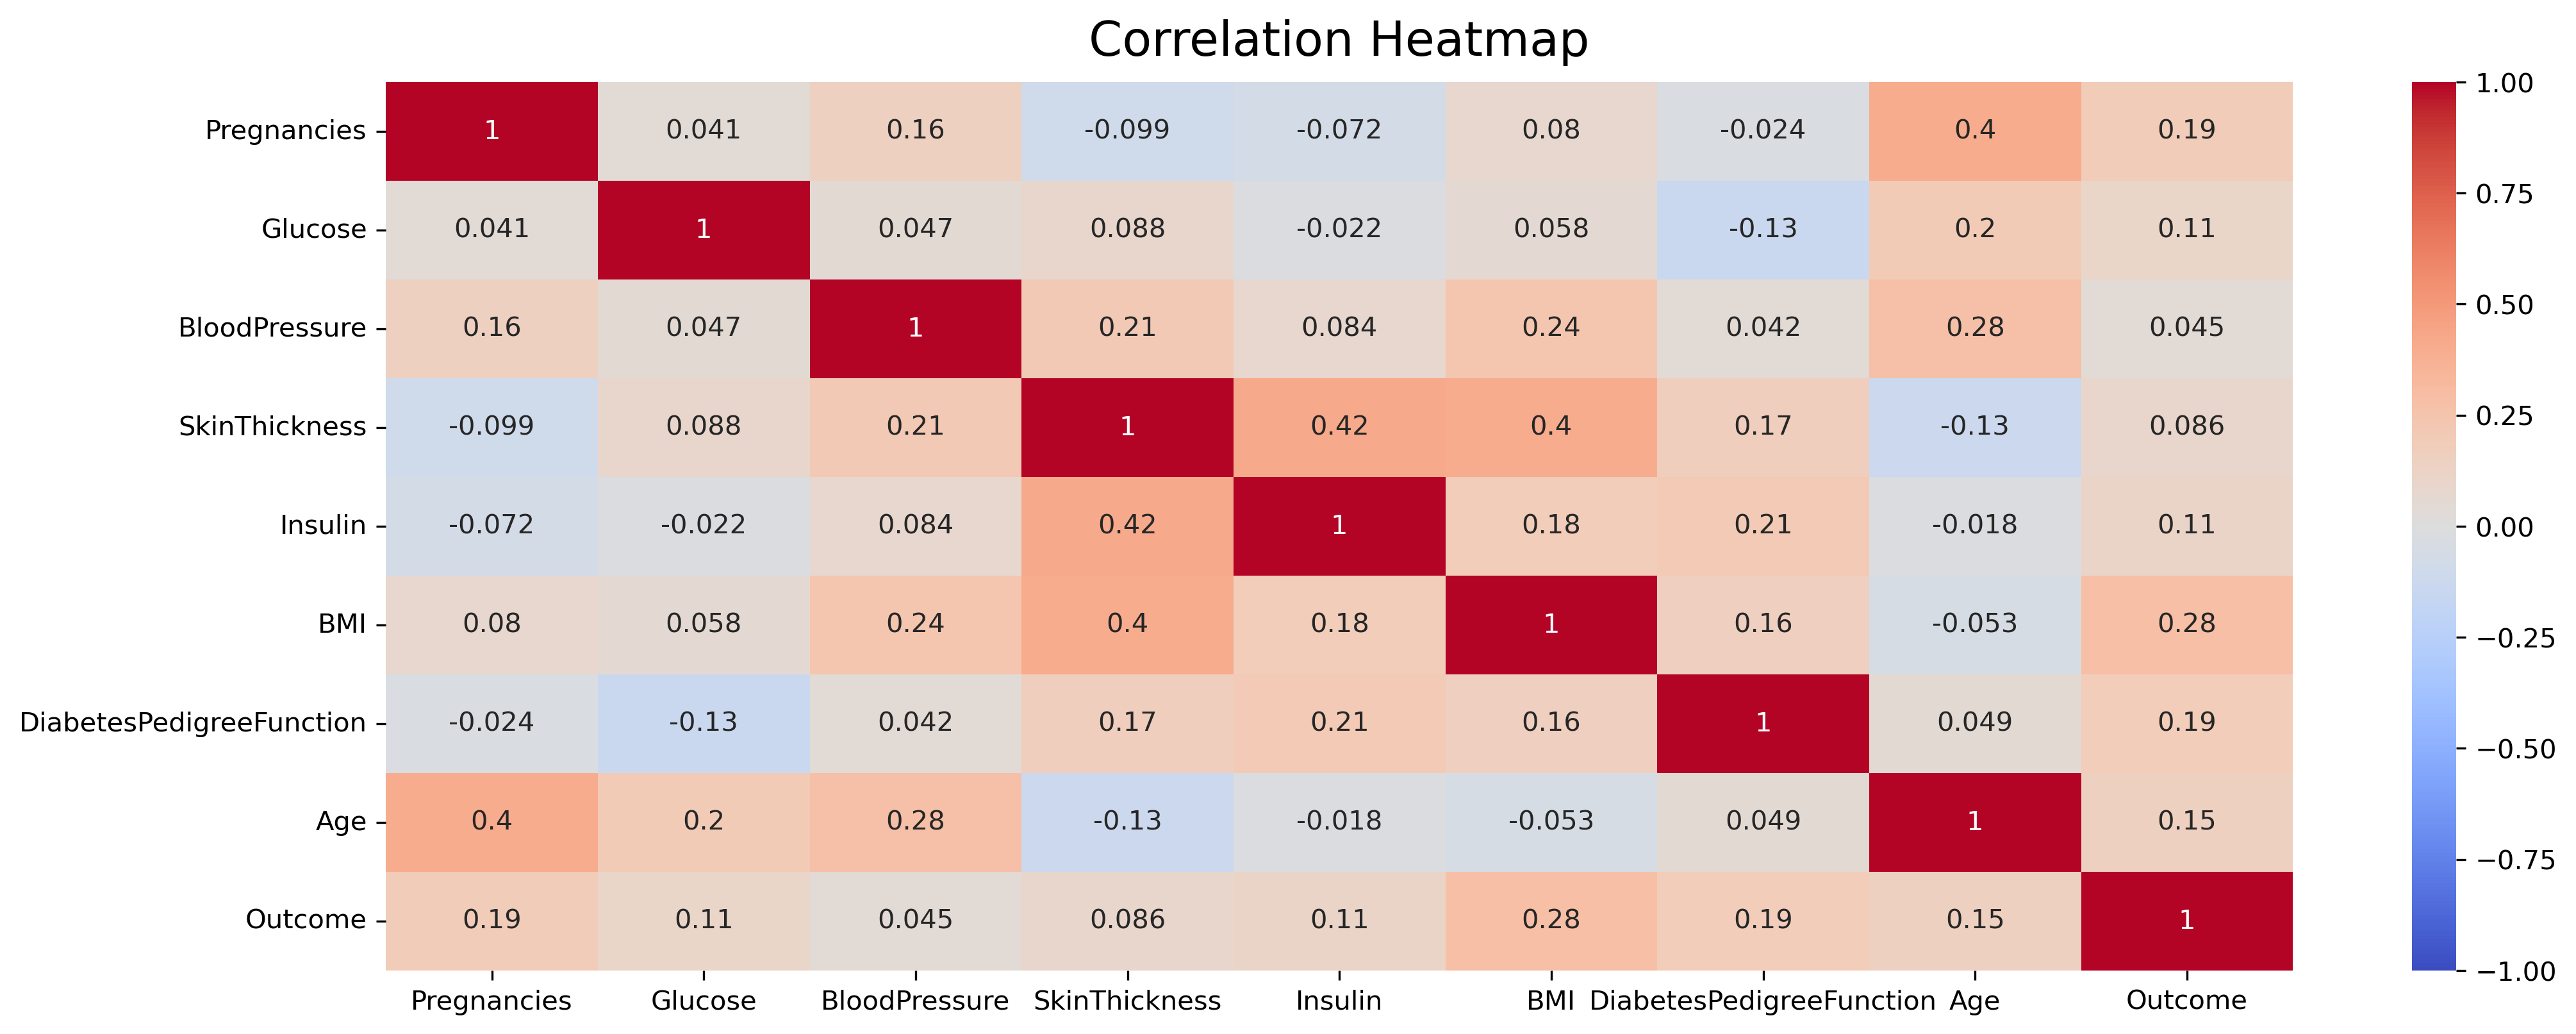 Correlation Heatmap
Pregnancies 1 0.041 0.16 -0.099 -0.072 0.08 -0.024 0.4 0.19
Glucose 0.041 1 0.047 0.088 -0.022 0.058 -0.13 0.2 0.11
BloodPressure 0.16 0.047 1 0.21 0.084 0.24 0.042 0.28 0.045
SkinThickness -0.099 0.088 0.21 1 0.42 0.4 0.17 -0.13 0.086
Insulin -0.072 -0.022 0.084 0.42 1 0.18 0.21 -0.018 0.11
BMI 0.08 0.058 0.24 0.4 0.18 1 0.16 -0.053 0.28
DiabetesPedigreeFunction -0.024 -0.13 0.042 0.17 0.21 0.16 1 0.049 0.19
Age 0.4 0.2 0.28 -0.13 -0.018 -0.053 0.049 1 0.15
Outcome 0.19 0.11 0.045 0.086 0.11 0.28 0.19 0.15 1
Pregnancies Glucose BloodPressure SkinThickness Insulin BMI DiabetesPedigreeFunction Age Outcome
1.00
0.75
0.50
0.25
0.00
−0.25
−0.50
−0.75
−1.00